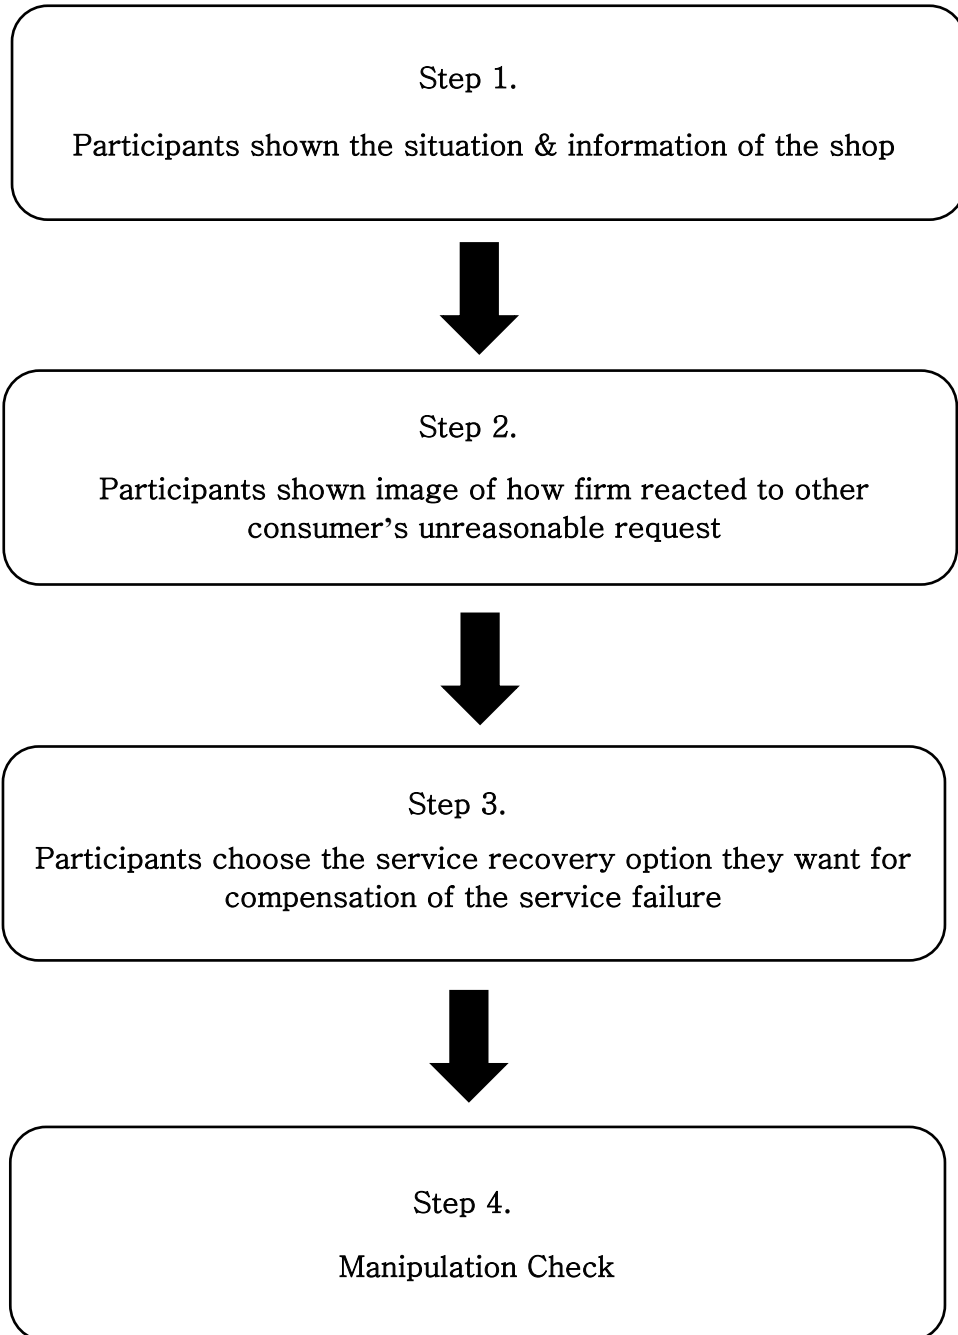 Step 1.
Participants shown the situation & information of the shop
Step 2.
Participants shown image of how firm reacted to other
consumer’s unreasonable request
Step 3.
Participants choose the service recovery option they want for
compensation of the service failure
Step 4.
Manipulation Check